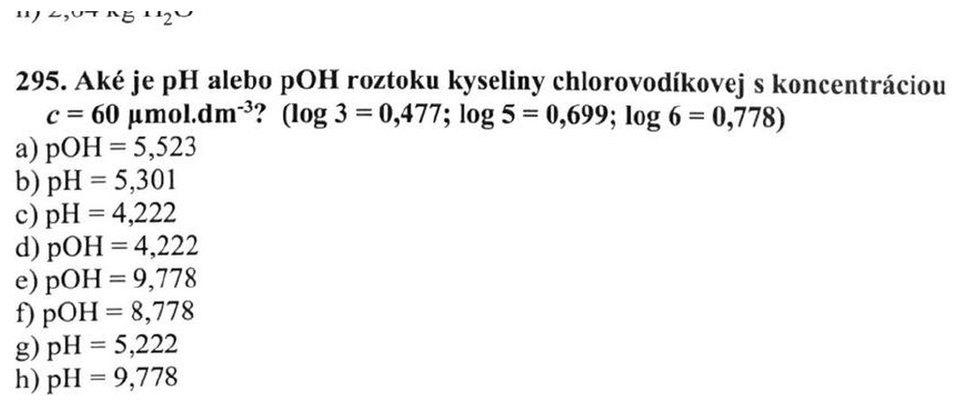 295. Aké je pH alebo pOH roztoku kyseliny chlorovodíkovej s koncentráciou
c = 60 μmol.dm⁻³? (log 3 = 0,477; log 5 = 0,699; log 6 = 0,778)
a) pOH = 5,523
b) pH = 5,301
c) pH = 4,222
d) pOH = 4,222
e) pOH = 9,778
f) pOH = 8,778
g) pH = 5,222
h) pH = 9,778